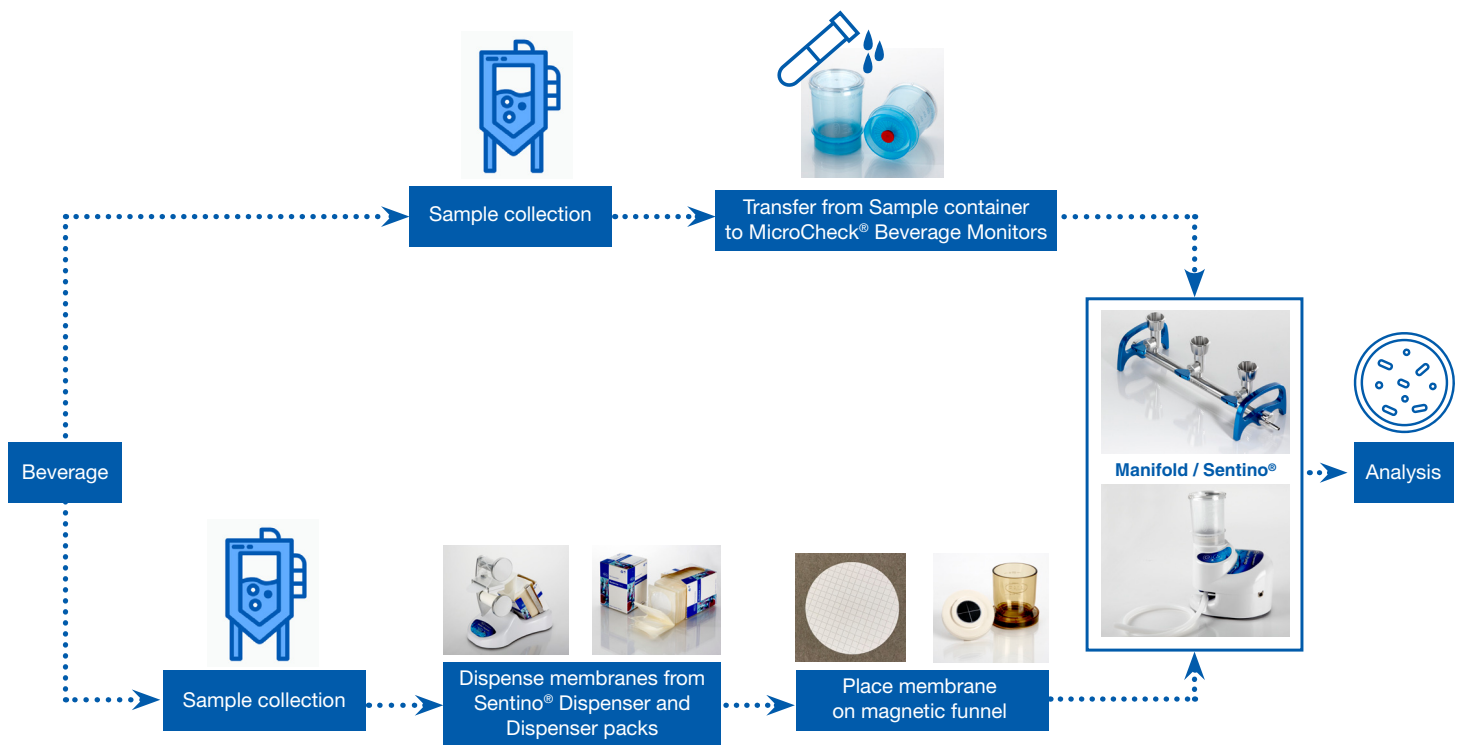 Sample collection
Transfer from Sample container
to MicroCheck® Beverage Monitors
Beverage
Manifold / Sentino®
Analysis
Sample collection
Dispense membranes from
Sentino® Dispenser and
Dispenser packs
Place membrane
on magnetic funnel